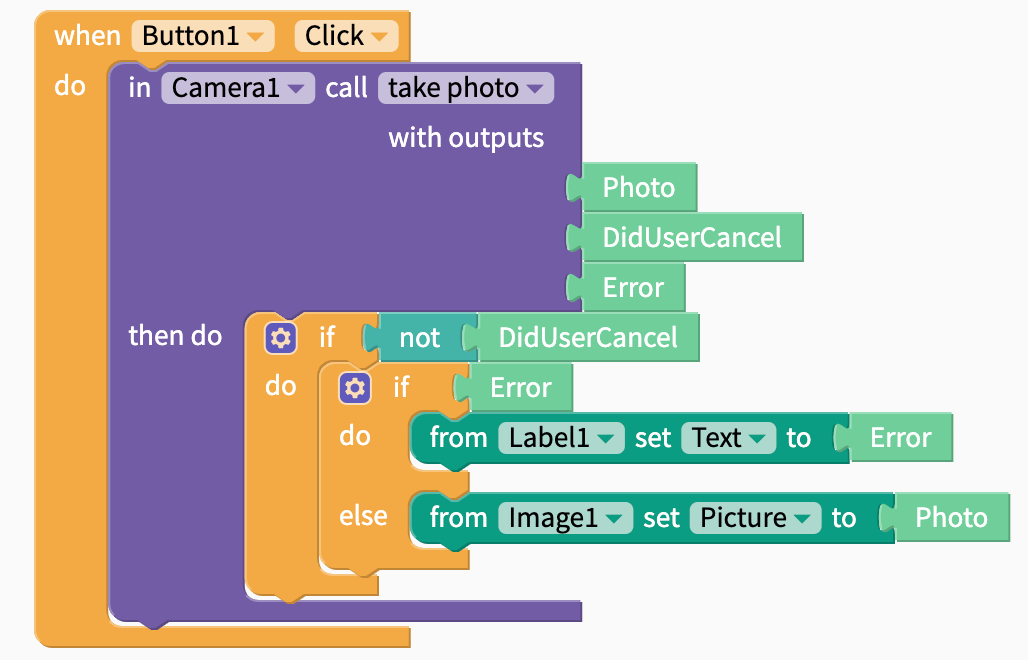 when Button1 Click
do in Camera1 call take photo
with outputs
Photo
DidUserCancel
Error
then do if not DidUserCancel
do if Error
do from Label1 set Text to Error
else from Image1 set Picture to Photo